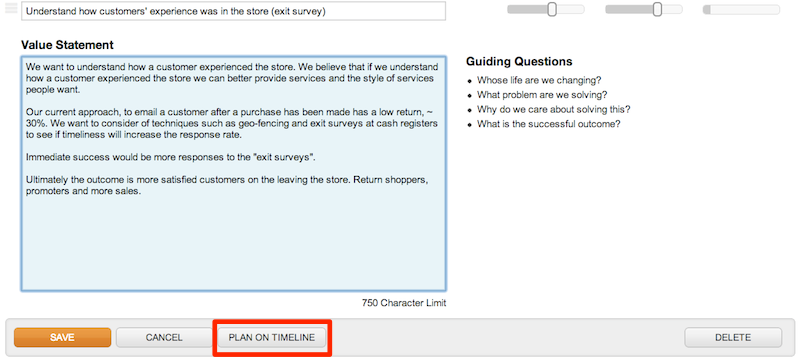 Understand how customers' experience was in the store (exit survey)
Value Statement
We want to understand how a customer experienced the store. We believe that if we understand
how a customer experienced the store we can better provide services and the style of services
people want.
Our current approach, to email a customer after a purchase has been made has a low return, ~
30%. We want to consider of techniques such as geo-fencing and exit surveys at cash registers
to see if timeliness will increase the response rate.
Immediate success would be more responses to the "exit surveys".
Ultimately the outcome is more satisfied customers on the leaving the store. Return shoppers,
promoters and more sales.
750 Character Limit
Guiding Questions
• Whose life are we changing?
• What problem are we solving?
• Why do we care about solving this?
• What is the successful outcome?
SAVE
CANCEL
PLAN ON TIMELINE
DELETE